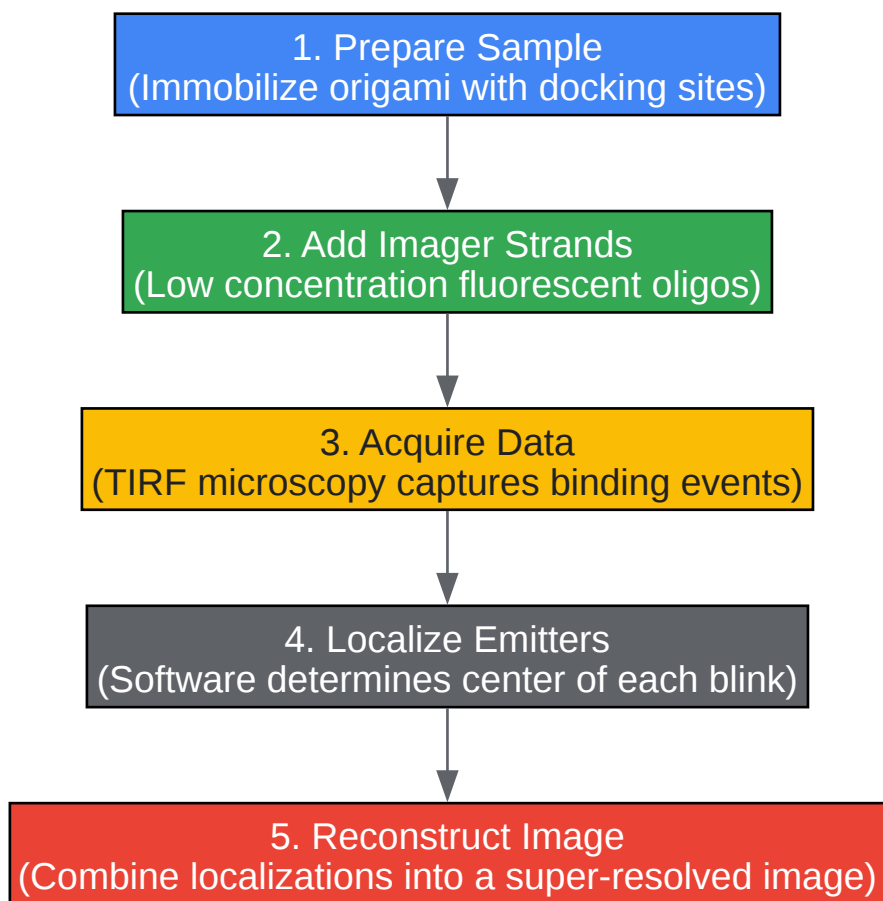 1. Prepare Sample
(Immobilize origami with docking sites)
2. Add Imager Strands
(Low concentration fluorescent oligos)
3. Acquire Data
(TIRF microscopy captures binding events)
4. Localize Emitters
(Software determines center of each blink)
5. Reconstruct Image
(Combine localizations into a super-resolved image)